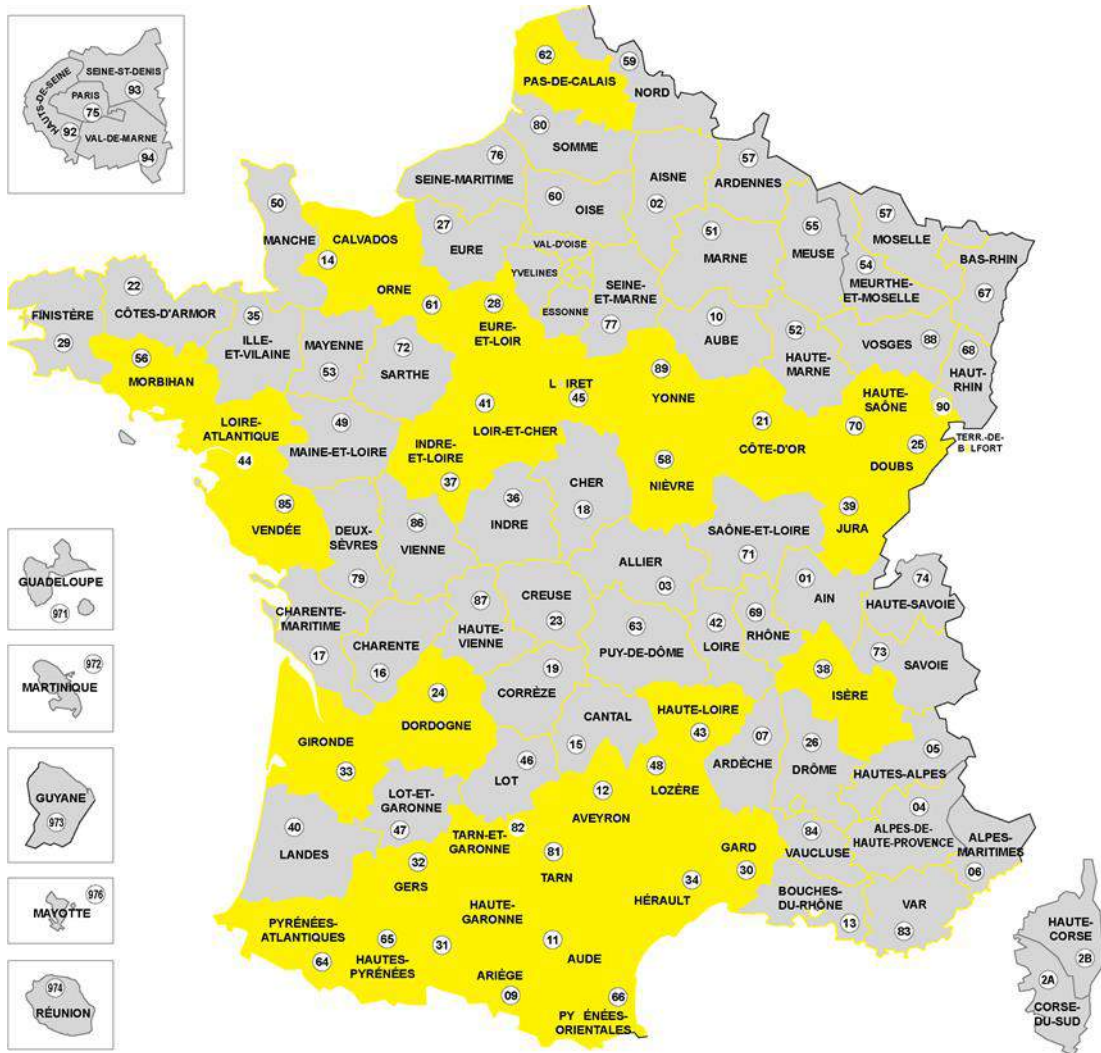 SEINE-ST-DENIS
93
HAUTS-DE-SEINE
PARIS
75
92
VAL-DE-MARNE
94
62
PAS-DE-CALAIS
59
NORD
80
SOMME
76
SEINE-MARITIME
AISNE
02
57
ARDENNES
60
OISE
50
MANCHE
CALVADOS
14
27
EURE
VAL-D'OISE
YVELINES
ESSONNE
SEINE-
ET-MARNE
77
51
MARNE
55
MEUSE
57
MOSELLE
54
MEURTHE-
ET-MOSELLE
BAS-RHIN
67
ORNE
61
28
EURE-
ET-LOIR
22
CÔTES-D'ARMOR
FINISTÈRE
29
35
ILLE-
ET-VILAINE
MAYENNE
53
72
SARTHE
10
AUBE
52
HAUTE-
MARNE
VOSGES
88
68
HAUT-
RHIN
56
MORBIHAN
LOIRE-
ATLANTIQUE
44
49
MAINE-ET-LOIRE
41
LOIR-ET-CHER
L IRET
45
89
YONNE
21
CÔTE-D'OR
HAUTE-
SAÔNE
70
90
TERR.-DE-
B LFORT
25
DOUBS
INDRE-
ET-LOIRE
37
58
NIÈVRE
CHER
18
36
INDRE
39
JURA
85
VENDÉE
DEUX-
SÈVRES
79
86
VIENNE
SAÔNE-ET-LOIRE
71
ALLIER
03
01
AIN
74
HAUTE-SAVOIE
GUADELOUPE
971
CHARENTE-
MARITIME
17
CHARENTE
16
87
HAUTE-
VIENNE
CREUSE
23
63
PUY-DE-DÔME
42
LOIRE
69
RHÔNE
73
SAVOIE
38
ISÈRE
972
MARTINIQUE
24
DORDOGNE
19
CORRÈZE
CANTAL
15
HAUTE-LOIRE
43
07
ARDÈCHE
26
DRÔME
05
HAUTES-ALPES
GIRONDE
33
46
LOT
48
LOZÉRE
12
AVEYRON
GUYANE
973
LOT-ET-
GARONNE
47
40
LANDES
TARN-ET-
GARONNE
82
32
GERS
81
TARN
GARD
30
34
HÉRAULT
84
VAUCLUSE
04
ALPES-DE-
HAUTE-PROVENCE
ALPES-
MARITIMES
06
BOUCHES-
DU-RHÔNE
13
VAR
83
976
MAYOTTE
HAUTE-
GARONNE
31
PYRÉNÉES-
ATLANTIQUES
64
65
HAUTES-
PYRÉNÉES
11
AUDE
ARIÈGE
09
66
PY ÉNÉES-
ORIENTALES
HAUTE-
CORSE
2B
2A
CORSE-
DU-SUD
974
RÉUNION